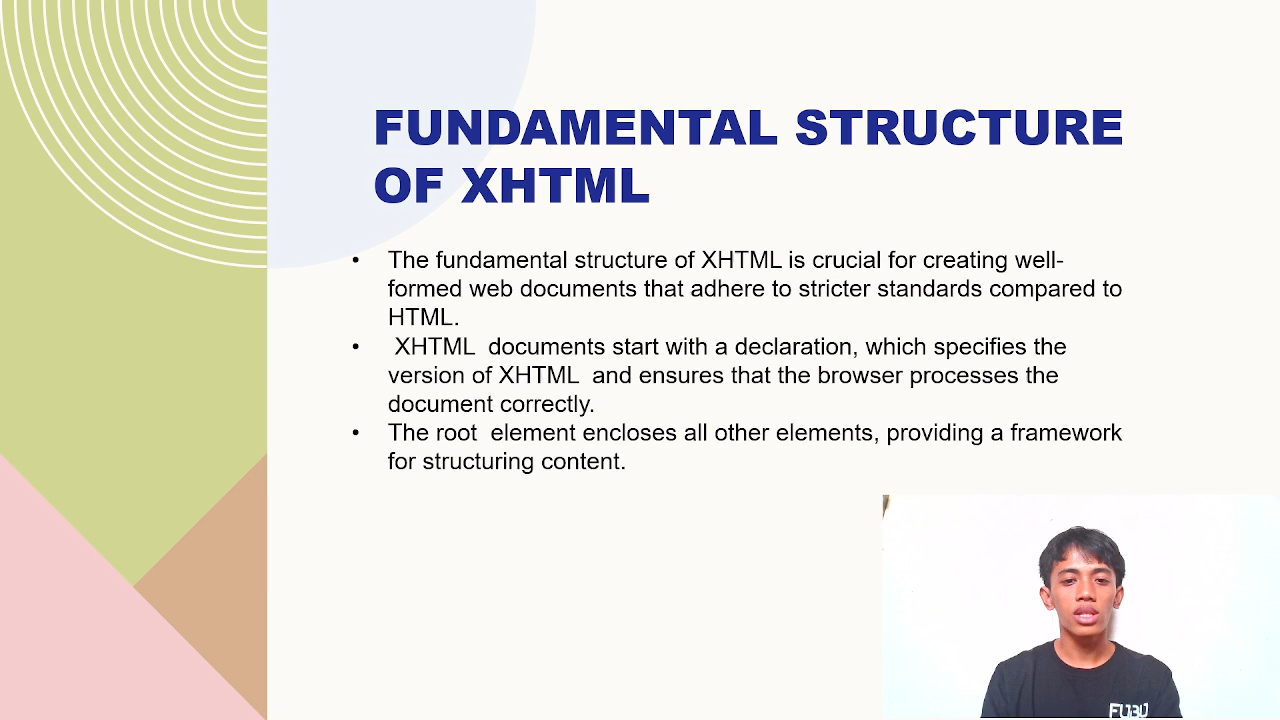 FUNDAMENTAL STRUCTURE
OF XHTML
• The fundamental structure of XHTML is crucial for creating well-
formed web documents that adhere to stricter standards compared to
HTML.
• XHTML  documents start with a declaration, which specifies the
version of XHTML  and ensures that the browser processes the
document correctly.
• The root  element encloses all other elements, providing a framework
for structuring content.
FUBU